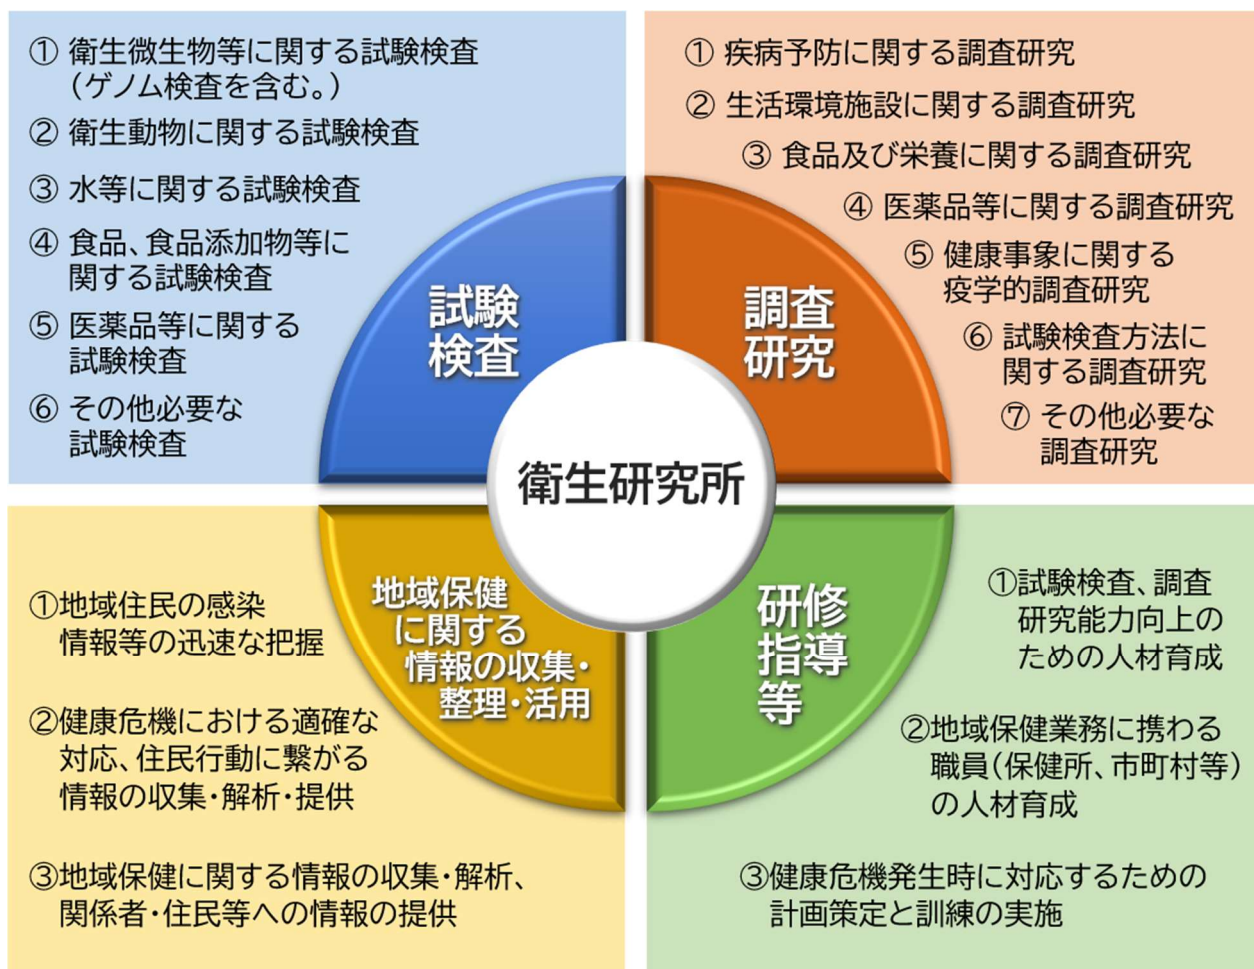 ① 衛生微生物等に関する試験検査
（ゲノム検査を含む。）
② 衛生動物に関する試験検査
③ 水等に関する試験検査
④ 食品、食品添加物等に
関する試験検査
⑤ 医薬品等に関する
試験検査
⑥ その他必要な
試験検査
試験
検査
① 疾病予防に関する調査研究
② 生活環境施設に関する調査研究
③ 食品及び栄養に関する調査研究
④ 医薬品等に関する調査研究
⑤ 健康事象に関する
疫学的調査研究
⑥ 試験検査方法に
関する調査研究
⑦ その他必要な
調査研究
調査
研究
衛生研究所
①地域住民の感染
情報等の迅速な把握
②健康危機における適確な
対応、住民行動に繋がる
情報の収集・解析・提供
③地域保健に関する情報の収集・解析、
関係者・住民等への情報の提供
地域保健
に関する
情報の収集・
整理・活用
研修
指導
等
①試験検査、調査
研究能力向上の
ための人材育成
②地域保健業務に携わる
職員（保健所、市町村等）
の人材育成
③健康危機発生時に対応するための
計画策定と訓練の実施